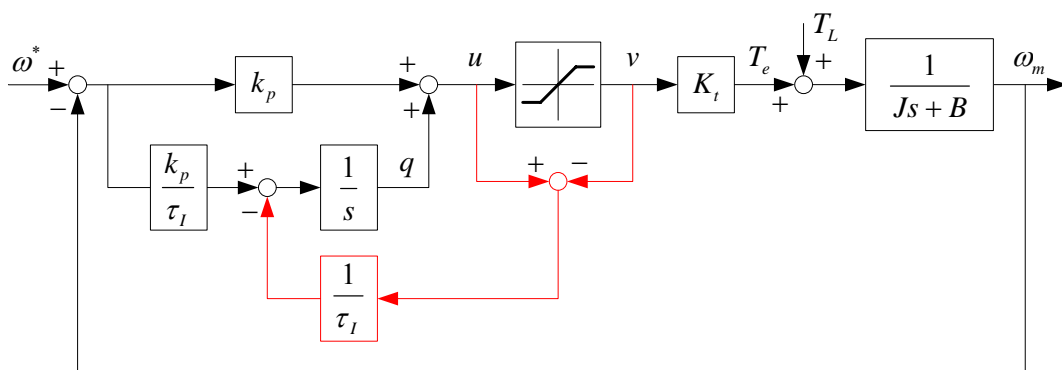 T_L
ω* + − k_p + + u v K_t T_e + + 1/(Js + B) ω_m
k_p/τ_I + − 1/s q + −
1/τ_I